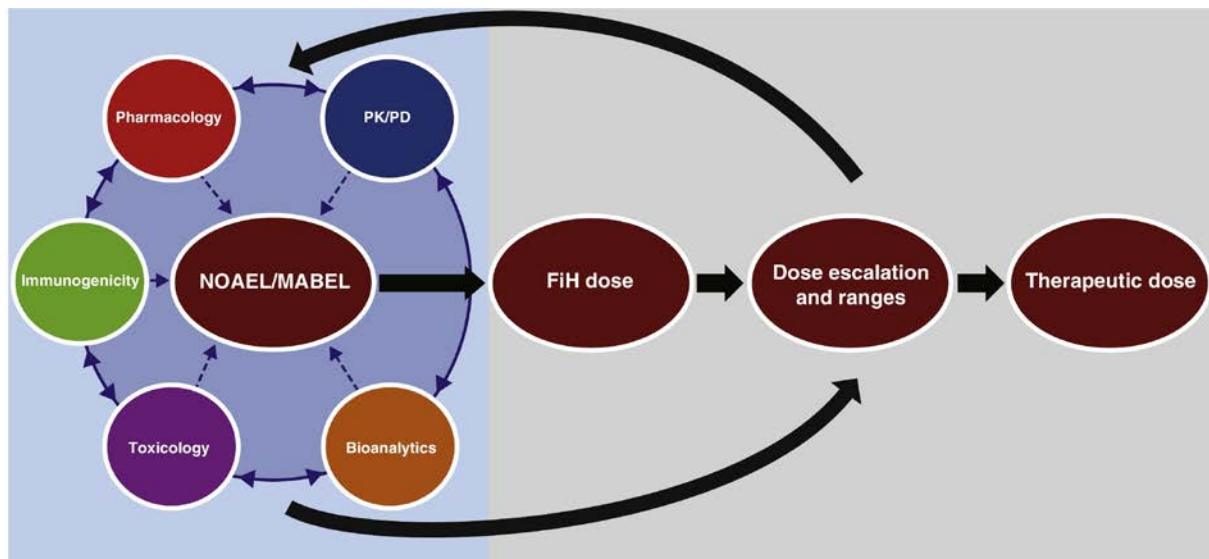 Pharmacology
PK/PD
Immunogenicity
NOAEL/MABEL
FiH dose
Dose escalation
and ranges
Therapeutic dose
Toxicology
Bioanalytics